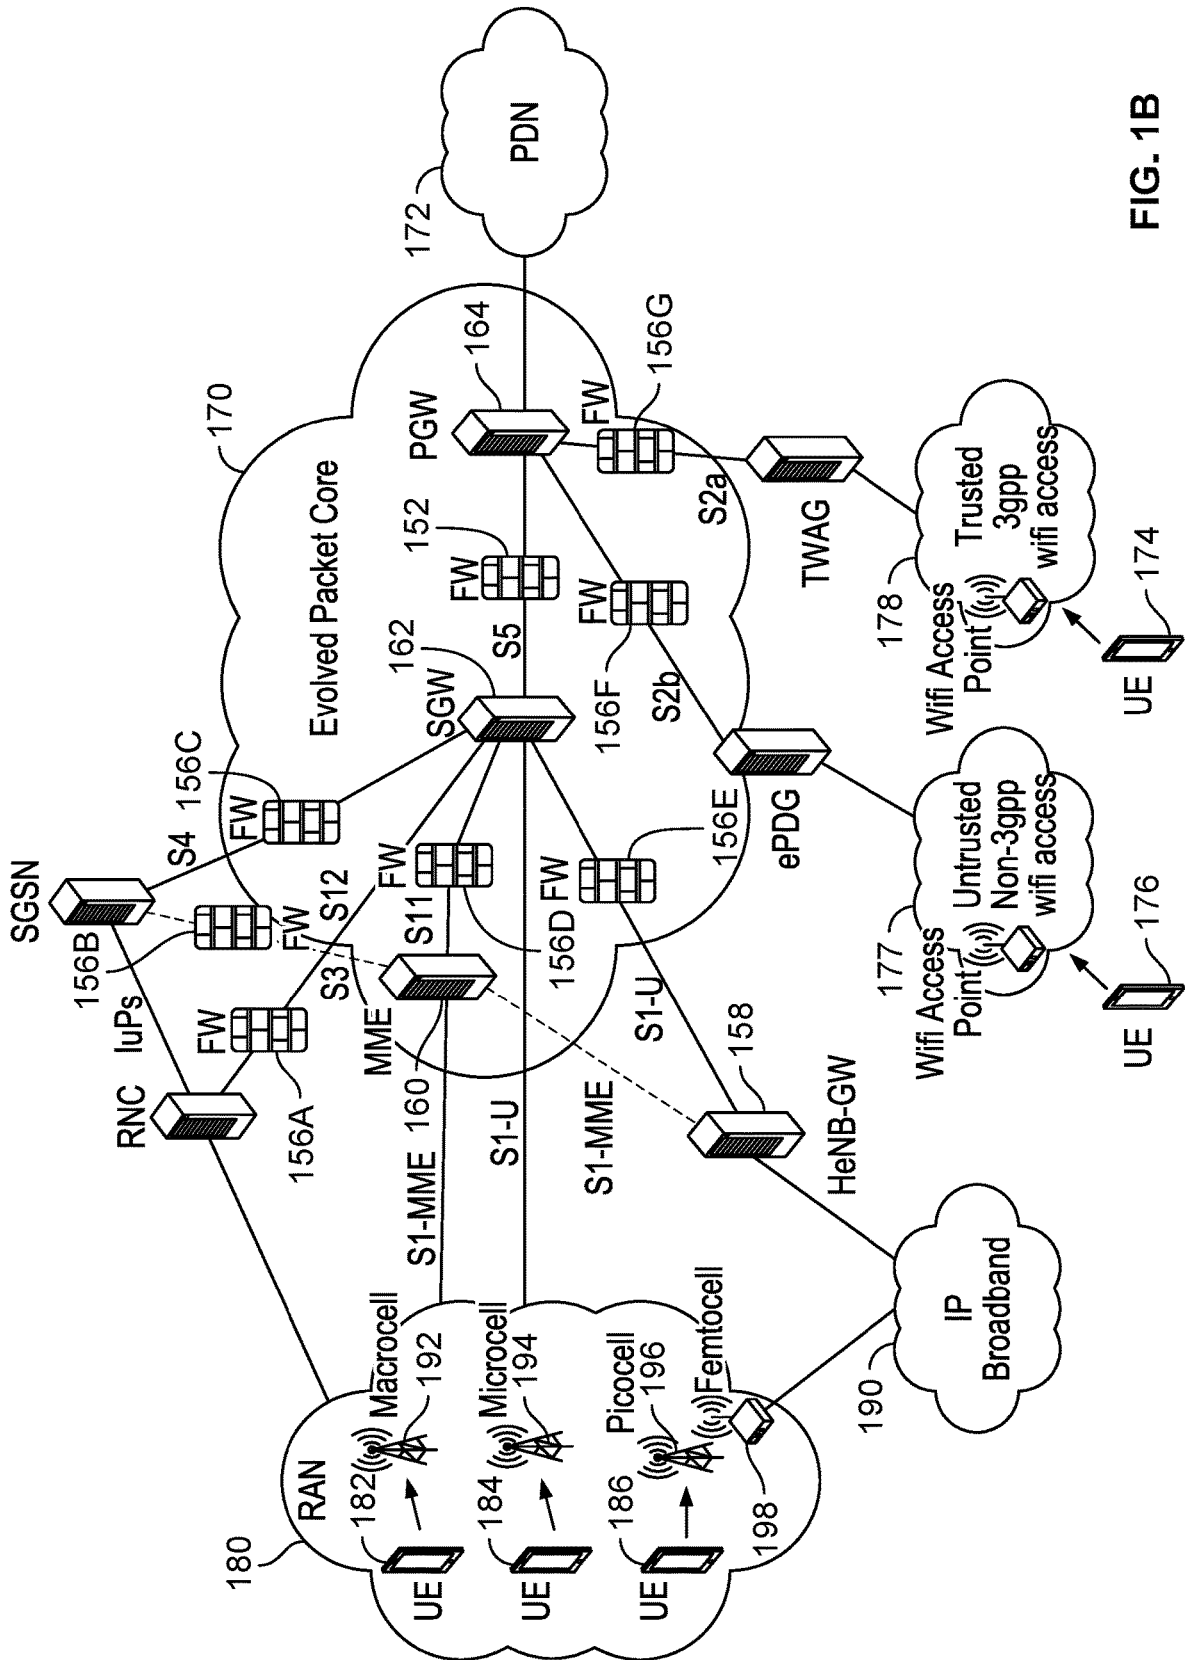 SGSN
S4
FW
156C
156B
FW
IuPs
RNC
FW
156A
S12
S3
MME
160
FW
S11
156D
Evolved Packet Core
170
SGW
162
S5
FW
152
PGW
164
172
PDN
FW
156G
S2a
TWAG
FW
156F
S2b
ePDG
FW
156E
S1-U
158
HeNB-GW
S1-MME
S1-MME
S1-U
180
RAN
182
UE
Macrocell
192
184
UE
Microcell
194
186
UE
Picocell
196
Femtocell
198
190
IP
Broadband
177
Wifi Access
Point
Untrusted
Non-3gpp
wifi access
UE
176
178
Wifi Access
Point
Trusted
3gpp
wifi access
UE
174
FIG. 1B